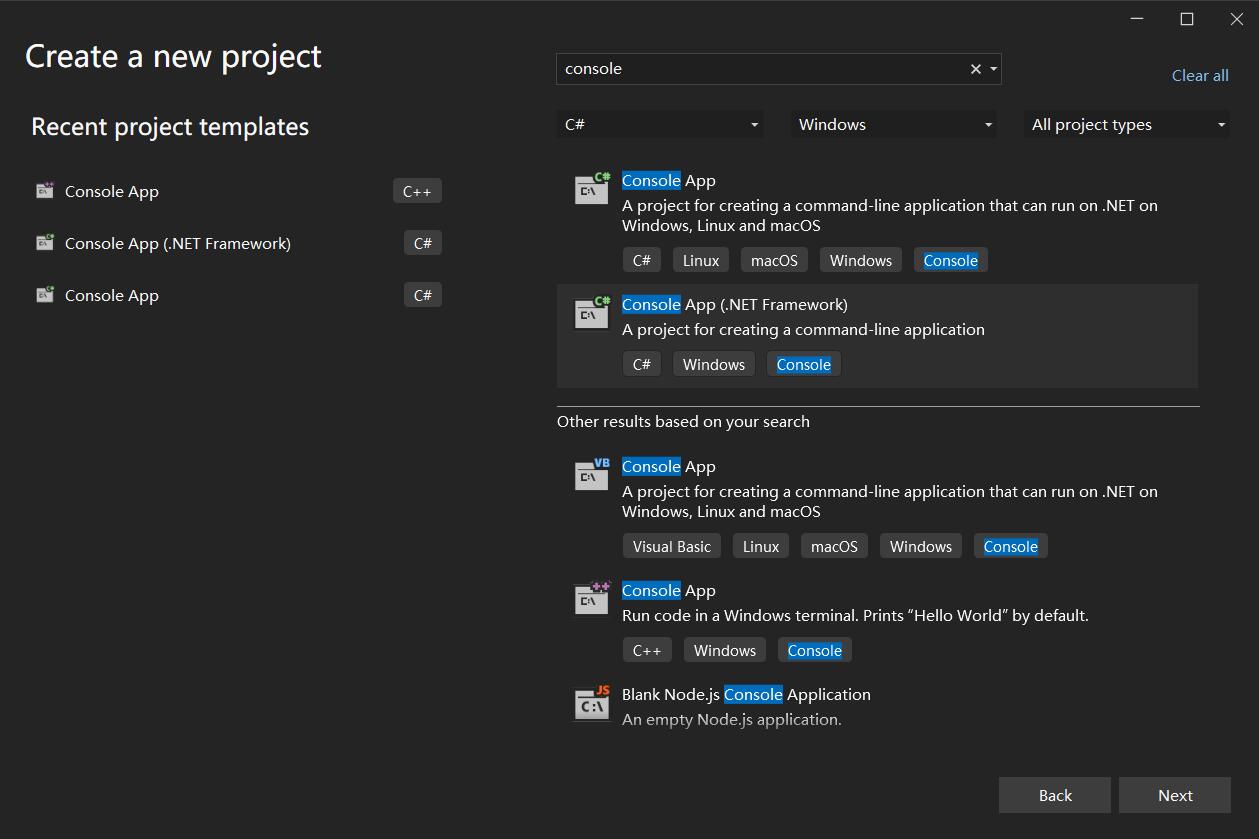 Create a new project
Recent project templates
Console App C++
Console App (.NET Framework) C#
Console App C#
console
Clear all
C# Windows All project types
Console App
A project for creating a command-line application that can run on .NET on
Windows, Linux and macOS
C# Linux macOS Windows Console
Console App (.NET Framework)
A project for creating a command-line application
C# Windows Console
Other results based on your search
Console App
A project for creating a command-line application that can run on .NET on
Windows, Linux and macOS
Visual Basic Linux macOS Windows Console
Console App
Run code in a Windows terminal. Prints “Hello World” by default.
C++ Windows Console
Blank Node.js Console Application
An empty Node.js application.
Back Next